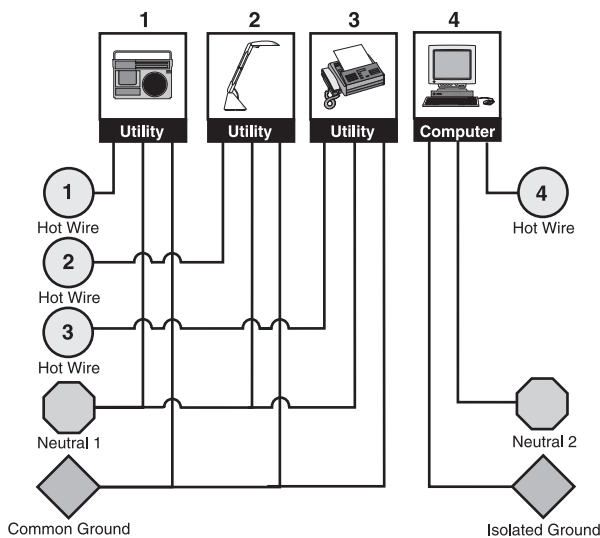 1 2 3 4
Utility Utility Utility Computer
1 4
Hot Wire Hot Wire
2
Hot Wire
3
Hot Wire
Neutral 1 Neutral 2
Common Ground Isolated Ground